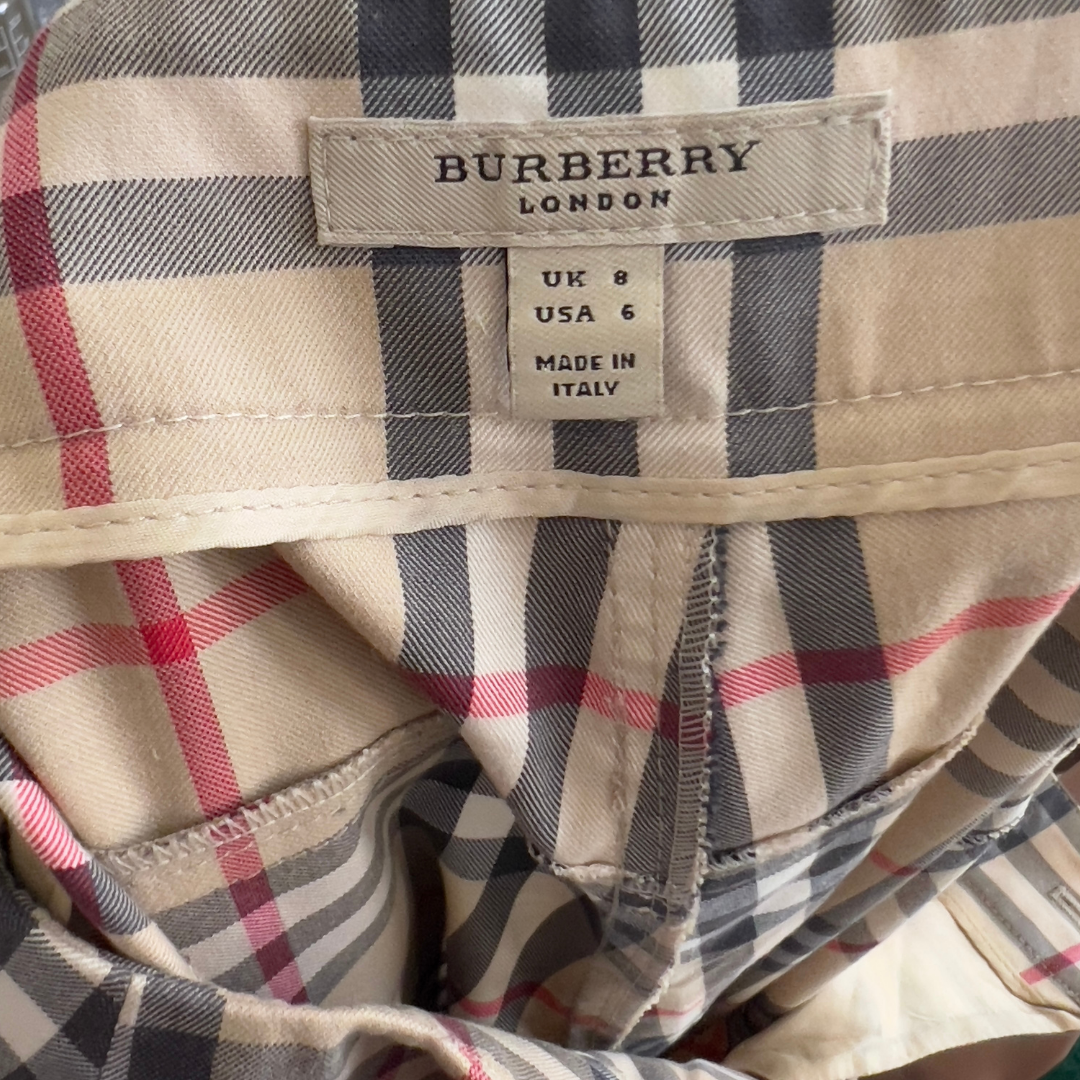 BURBERRY
LONDON
UK 8
USA 6
MADE IN
ITALY